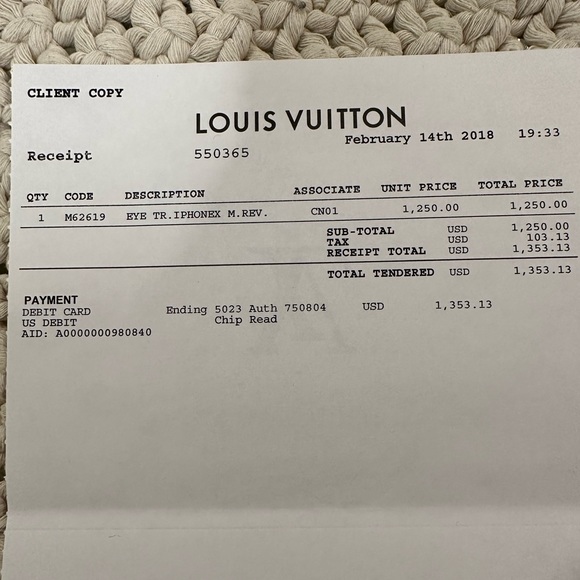 CLIENT COPY
LOUIS VUITTON
February 14th 2018 19:33
Receipt 550365
QTY CODE DESCRIPTION ASSOCIATE UNIT PRICE TOTAL PRICE
1 M62619 EYE TR.IPHONEX M.REV. CN01 1,250.00 1,250.00
SUB-TOTAL USD 1,250.00
TAX USD 103.13
RECEIPT TOTAL USD 1,353.13
TOTAL TENDERED USD 1,353.13
PAYMENT
DEBIT CARD Ending 5023 Auth 750804 USD 1,353.13
US DEBIT Chip Read
AID: A0000000980840